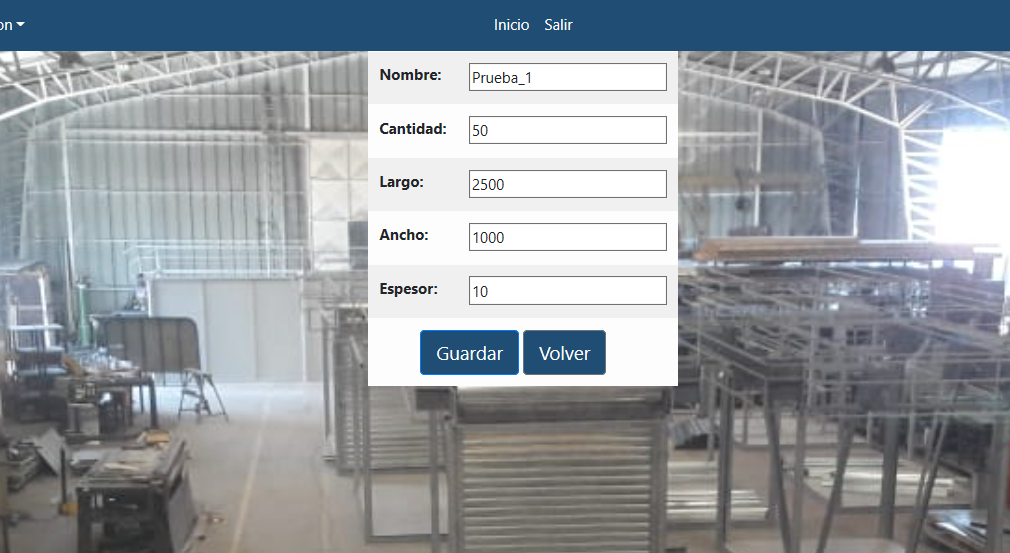 on
Inicio Salir
Nombre: Prueba_1
Cantidad: 50
Largo: 2500
Ancho: 1000
Espesor: 10
Guardar Volver